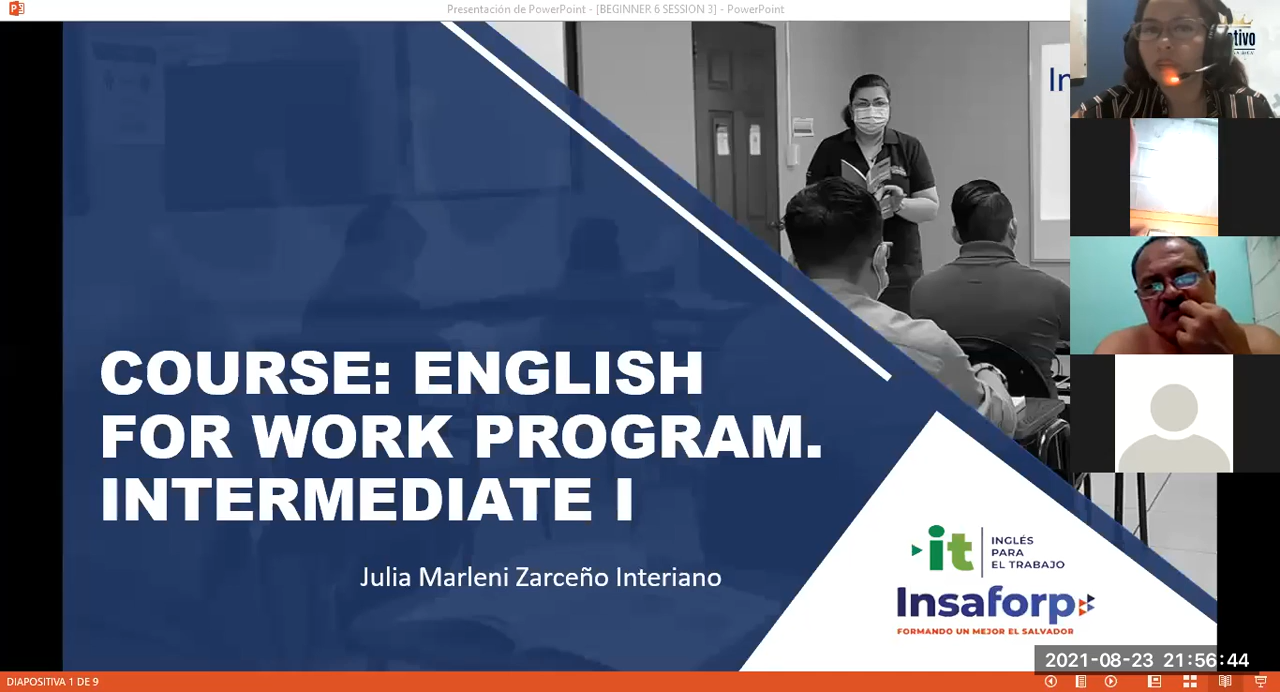 Presentación de PowerPoint - [BEGINNER 6 SESSION 3] - PowerPoint
COURSE: ENGLISH
FOR WORK PROGRAM.
INTERMEDIATE I
Julia Marleni Zarceño Interiano
it
INGLÉS
PARA
EL TRABAJO
Insaforp
FORMANDO UN MEJOR EL SALVADOR
2021-08-23 21:56:44
DIAPOSITIVA 1 DE 9